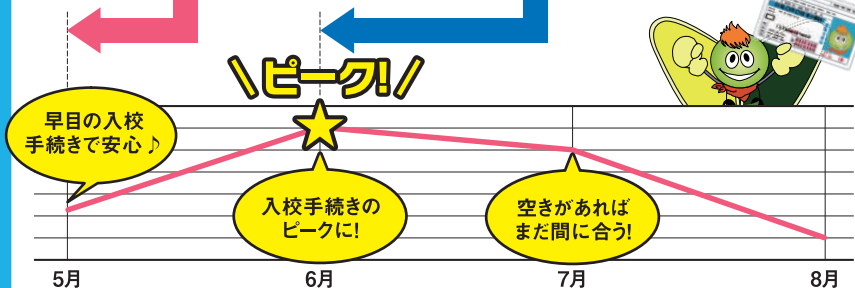 ピーク!
早目の入校
手続きで安心♪
入校手続きの
ピークに!
空きがあれば
まだ間に合う!
5月
6月
7月
8月